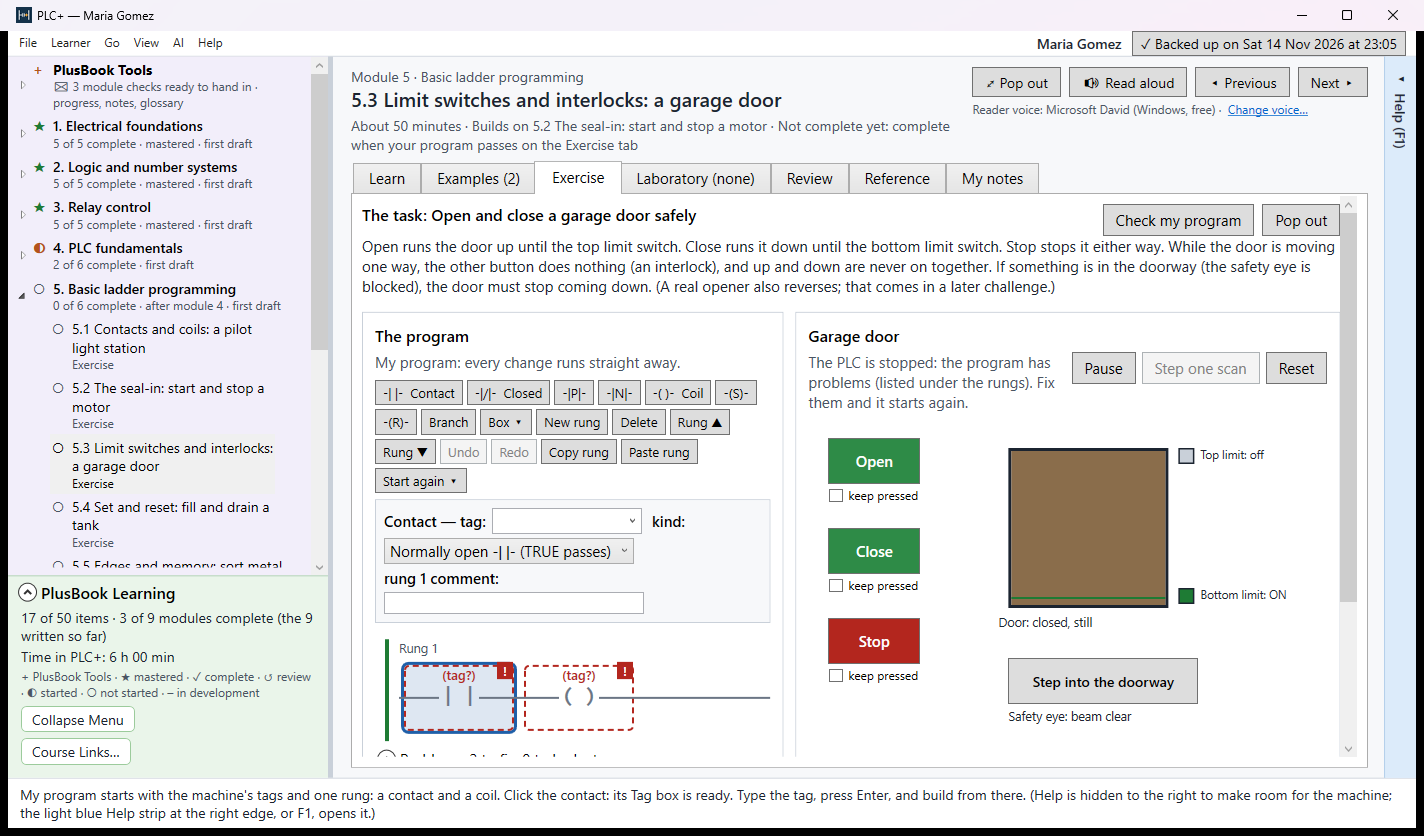 PLC+ — Maria Gomez
File Learner Go View AI Help
Maria Gomez
✓ Backed up on Sat 14 Nov 2026 at 23:05
+ PlusBook Tools
3 module checks ready to hand in ·
progress, notes, glossary
★ 1. Electrical foundations
5 of 5 complete · mastered · first draft
★ 2. Logic and number systems
5 of 5 complete · mastered · first draft
★ 3. Relay control
5 of 5 complete · mastered · first draft
4. PLC fundamentals
2 of 6 complete · first draft
5. Basic ladder programming
0 of 6 complete · after module 4 · first draft
5.1 Contacts and coils: a pilot
light station
Exercise
5.2 The seal-in: start and stop a
motor
Exercise
5.3 Limit switches and interlocks:
a garage door
Exercise
5.4 Set and reset: fill and drain a
tank
Exercise
5.5 Edges and memory: sort metal
PlusBook Learning
17 of 50 items · 3 of 9 modules complete (the 9
written so far)
Time in PLC+: 6 h 00 min
+ PlusBook Tools · ★ mastered · ✓ complete · ↺ review
· ◐ started · ○ not started · – in development
Collapse Menu
Course Links...
Module 5 · Basic ladder programming
5.3 Limit switches and interlocks: a garage door
About 50 minutes · Builds on 5.2 The seal-in: start and stop a motor · Not complete yet: complete
when your program passes on the Exercise tab
Pop out
Read aloud
Previous
Next
Reader voice: Microsoft David (Windows, free) · Change voice...
Help (F1)
Learn
Examples (2)
Exercise
Laboratory (none)
Review
Reference
My notes
The task: Open and close a garage door safely
Check my program
Pop out
Open runs the door up until the top limit switch. Close runs it down until the bottom limit switch. Stop stops it either way. While the door is moving
one way, the other button does nothing (an interlock), and up and down are never on together. If something is in the doorway (the safety eye is
blocked), the door must stop coming down. (A real opener also reverses; that comes in a later challenge.)
The program
My program: every change runs straight away.
-| |- Contact
-|/|- Closed
-|P|-
-|N|-
-( )- Coil
-(S)-
-(R)-
Branch
Box ▾
New rung
Delete
Rung ▲
Rung ▼
Undo
Redo
Copy rung
Paste rung
Start again ▾
Contact — tag:
kind:
Normally open -| |- (TRUE passes)
rung 1 comment:
Rung 1
(tag?) !
(tag?) !
Garage door
The PLC is stopped: the program has
problems (listed under the rungs). Fix
them and it starts again.
Pause
Step one scan
Reset
Open
keep pressed
Close
keep pressed
Stop
keep pressed
Top limit: off
Bottom limit: ON
Door: closed, still
Step into the doorway
Safety eye: beam clear
My program starts with the machine's tags and one rung: a contact and a coil. Click the contact: its Tag box is ready. Type the tag, press Enter, and build from there. (Help is hidden to the right to make room for the machine;
the light blue Help strip at the right edge, or F1, opens it.)